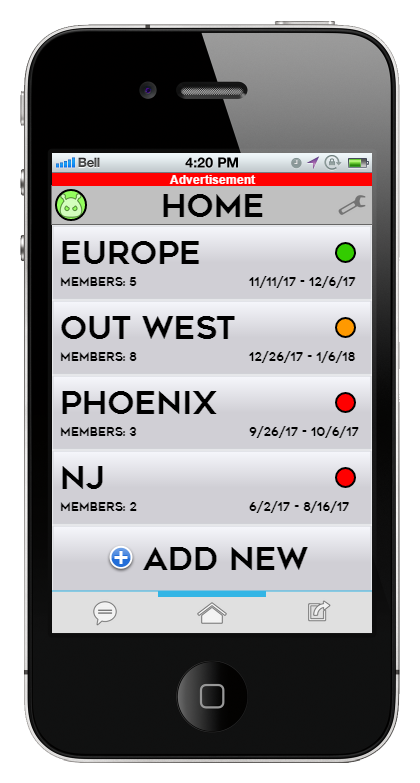 Bell 4:20 PM
Advertisement
HOME
EUROPE
MEMBERS: 5 11/11/17 - 12/6/17
OUT WEST
MEMBERS: 8 12/26/17 - 1/6/18
PHOENIX
MEMBERS: 3 9/26/17 - 10/6/17
NJ
MEMBERS: 2 6/2/17 - 8/16/17
ADD NEW